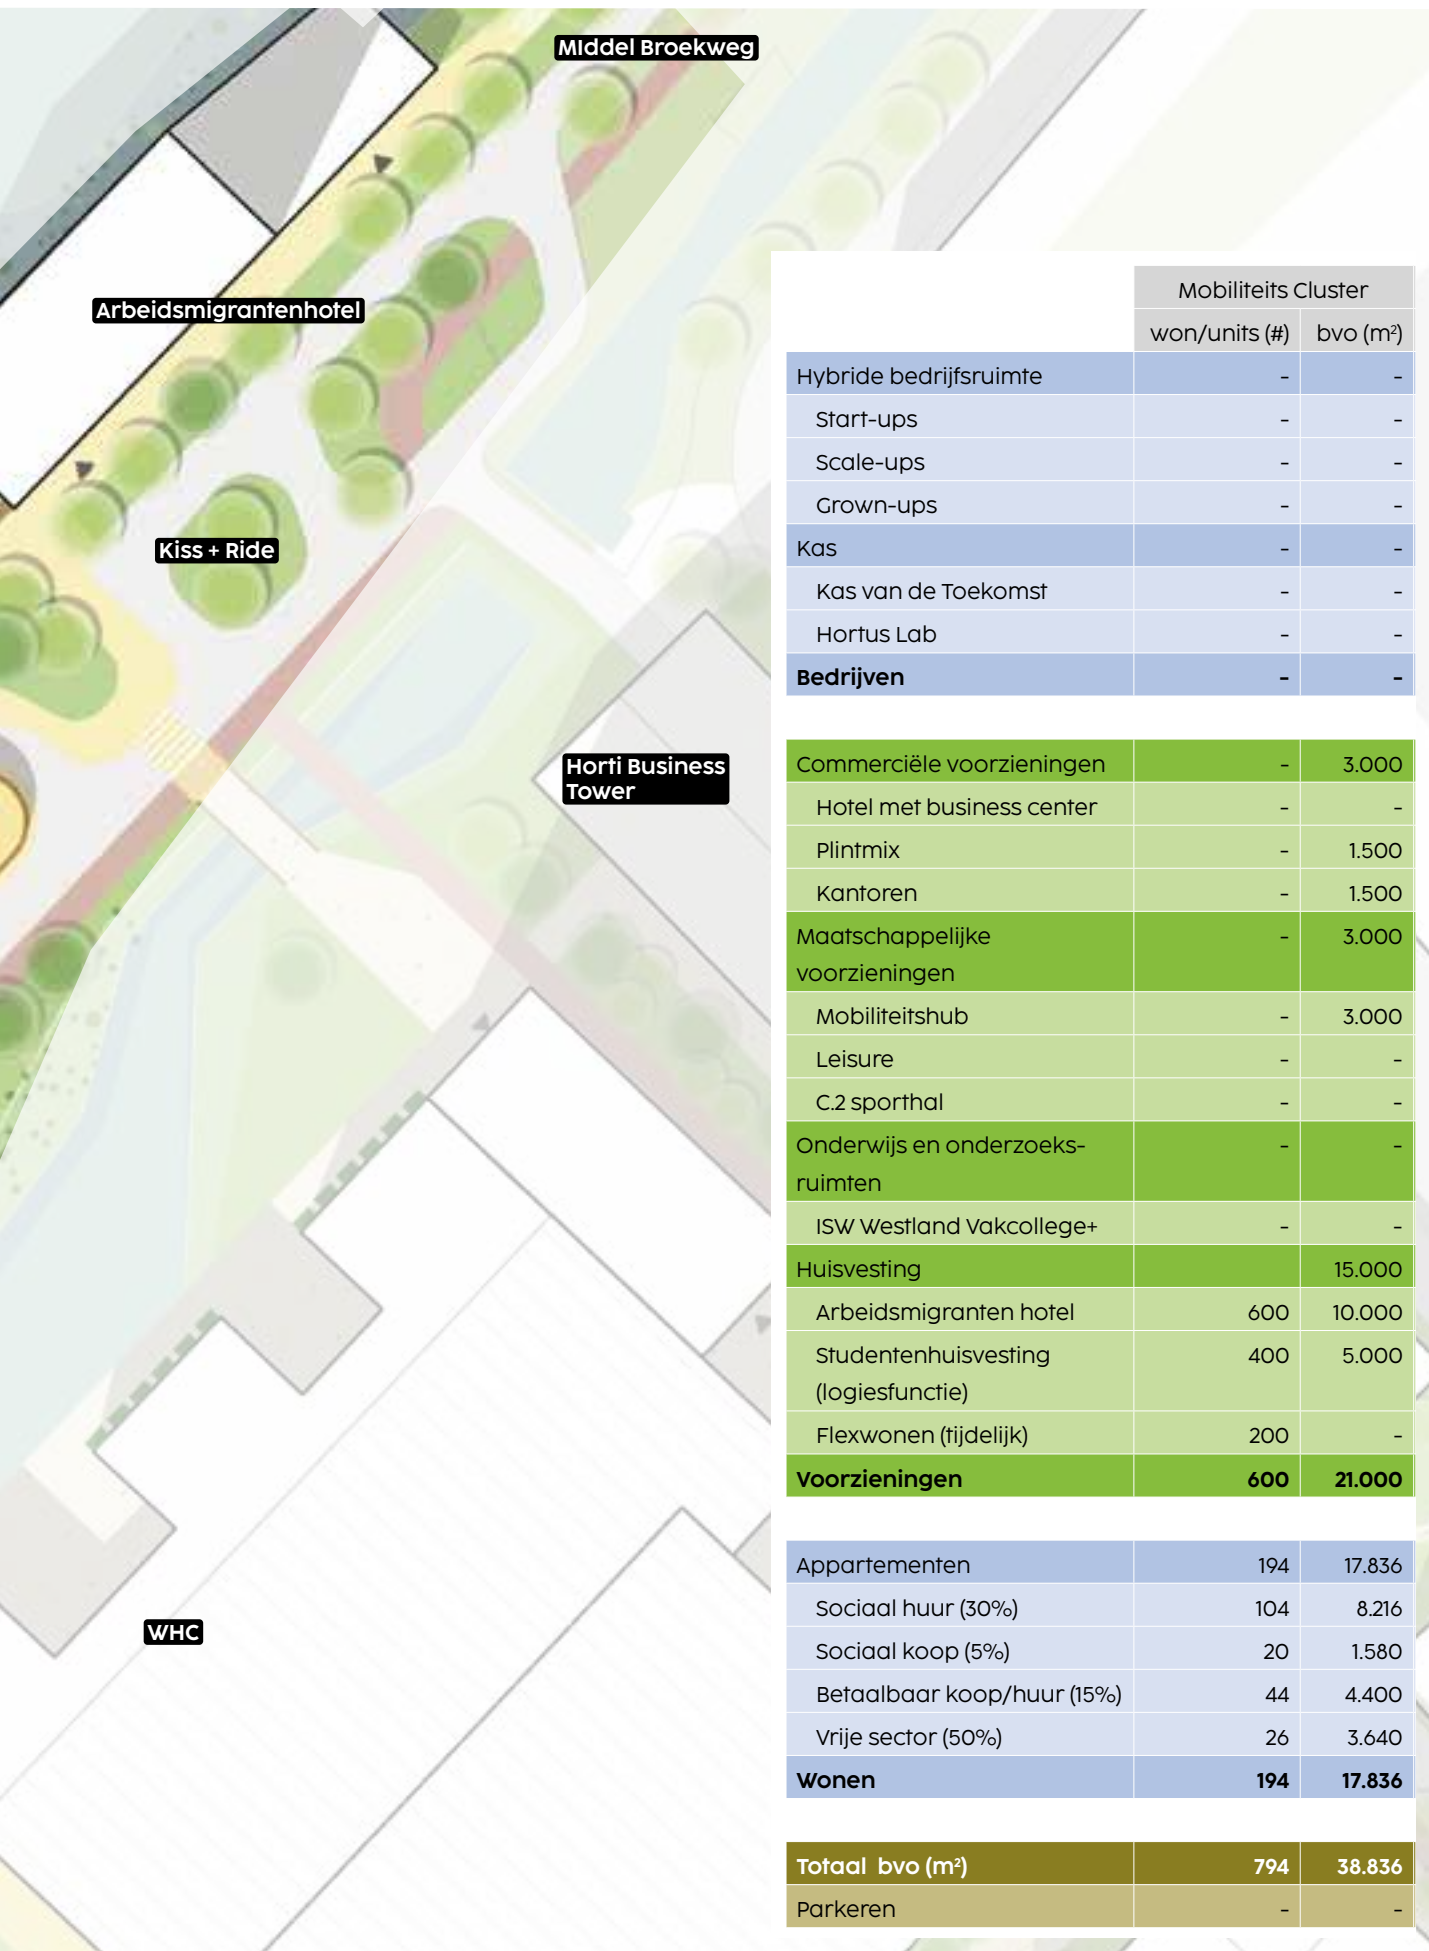 MIddel Broekweg
Arbeidsmigrantenhotel
Kiss + Ride
Horti Business
Tower
WHC
Mobiliteits Cluster
won/units (#) bvo (m²)
Hybride bedrijfsruimte - -
Start-ups - -
Scale-ups - -
Grown-ups - -
Kas - -
Kas van de Toekomst - -
Hortus Lab - -
Bedrijven - -
Commerciële voorzieningen - 3.000
Hotel met business center - -
Plintmix - 1.500
Kantoren - 1.500
Maatschappelijke - 3.000
voorzieningen
Mobiliteitshub - 3.000
Leisure - -
C.2 sporthal - -
Onderwijs en onderzoeks- - -
ruimten
ISW Westland Vakcollege+ - -
Huisvesting 15.000
Arbeidsmigranten hotel 600 10.000
Studentenhuisvesting 400 5.000
(logiesfunctie)
Flexwonen (tijdelijk) 200 -
Voorzieningen 600 21.000
Appartementen 194 17.836
Sociaal huur (30%) 104 8.216
Sociaal koop (5%) 20 1.580
Betaalbaar koop/huur (15%) 44 4.400
Vrije sector (50%) 26 3.640
Wonen 194 17.836
Totaal bvo (m²) 794 38.836
Parkeren - -